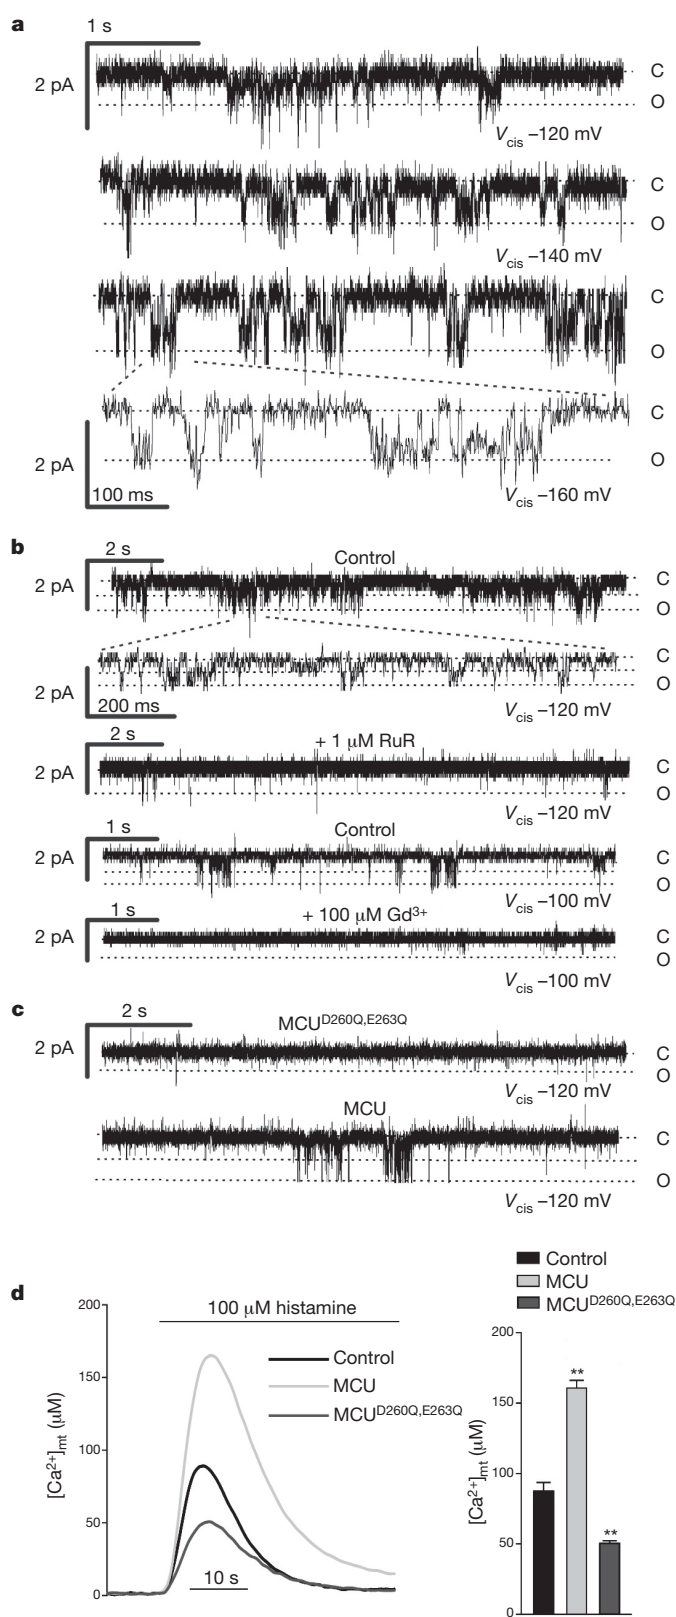 a
1 s
2 pA
C
O
Vcis –120 mV
C
O
Vcis –140 mV
C
O
C
2 pA
O
100 ms
Vcis –160 mV
b
2 s
Control
2 pA
C
O
C
2 pA
O
200 ms
Vcis –120 mV
2 s
+ 1 μM RuR
2 pA
C
O
Vcis –120 mV
1 s
Control
2 pA
C
O
Vcis –100 mV
1 s
+ 100 μM Gd3+
2 pA
C
O
Vcis –100 mV
c
2 s
MCUD260Q,E263Q
2 pA
C
O
Vcis –120 mV
MCU
C
O
Vcis –120 mV
d
200
150
100
50
0
[Ca2+]mt (μM)
100 μM histamine
Control
MCU
MCUD260Q,E263Q
10 s
Control
MCU
MCUD260Q,E263Q
200
150
100
50
0
[Ca2+]mt (μM)
**
**